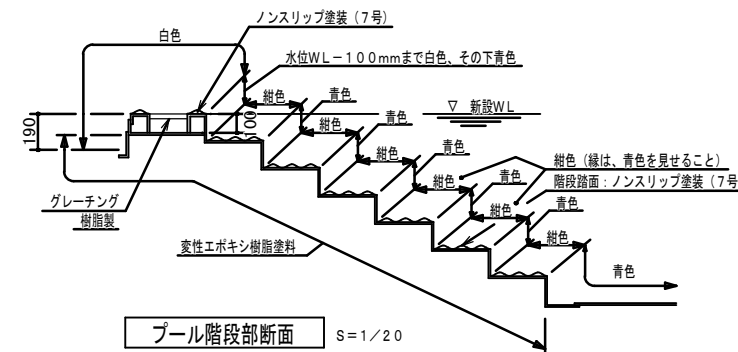 ノンスリップ塗装（7号）
白色
水位WL－100mmまで白色、その下青色
紺色
青色
▽ 新設WL
190
100
紺色
青色
紺色
青色
紺色（縁は、青色を見せること）
階段踏面：ノンスリップ塗装（7号
紺色
青色
紺色
青色
紺色
青色
グレーチング
樹脂製
変性エポキシ樹脂塗料
青色
プール階段部断面
S=1/20